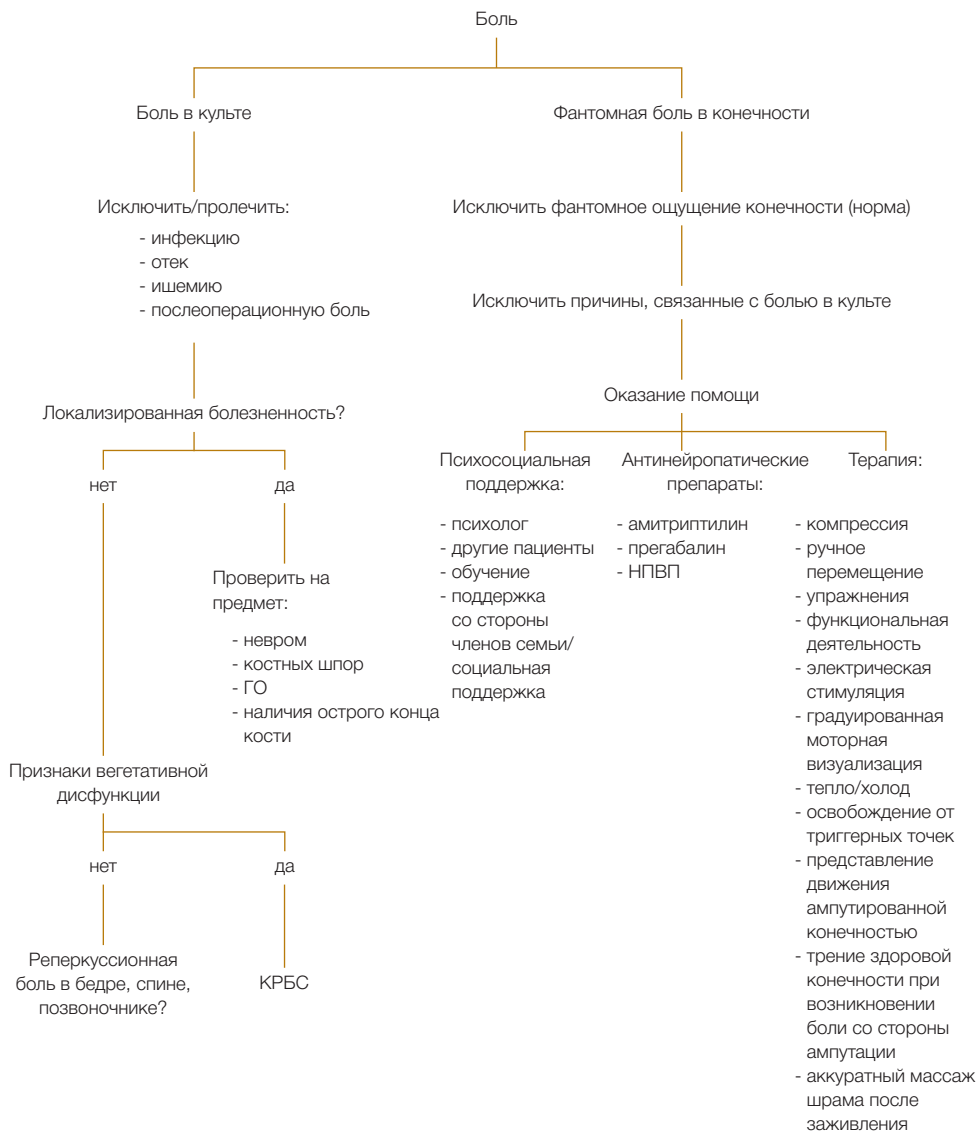 Боль
Боль в культе
Исключить/пролечить:
- инфекцию
- отек
- ишемию
- послеоперационную боль
Локализированная болезненность?
нет
да
Проверить на
предмет:
- невром
- костных шпор
- ГО
- наличия острого конца
кости
Признаки вегетативной
дисфункции
нет
да
Реперкуссионная
боль в бедре, спине,
позвоночнике?
КРБС
Фантомная боль в конечности
Исключить фантомное ощущение конечности (норма)
Исключить причины, связанные с болью в культе
Оказание помощи
Психосоциальная
поддержка:
- психолог
- другие пациенты
- обучение
- поддержка
со стороны
членов семьи/
социальная
поддержка
Антинейропатические
препараты:
- амитриптилин
- прегабалин
- НПВП
Терапия:
- компрессия
- ручное
перемещение
- упражнения
- функциональная
деятельность
- электрическая
стимуляция
- градуированная
моторная
визуализация
- тепло/холод
- освобождение от
триггерных точек
- представление
движения
ампутированной
конечностью
- трение здоровой
конечности при
возникновении
боли со стороны
ампутации
- аккуратный массаж
шрама после
заживления